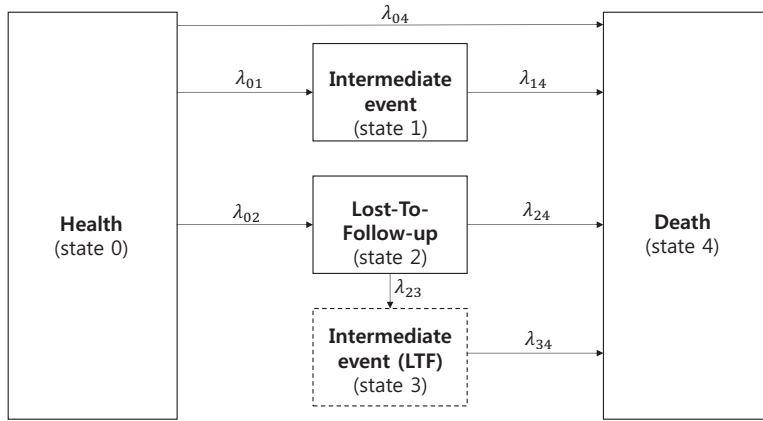 λ04
λ01
Intermediate
event
(state 1)
λ14
Health
(state 0)
λ02
Lost-To-
Follow-up
(state 2)
λ24
Death
(state 4)
λ23
Intermediate
event (LTF)
(state 3)
λ34